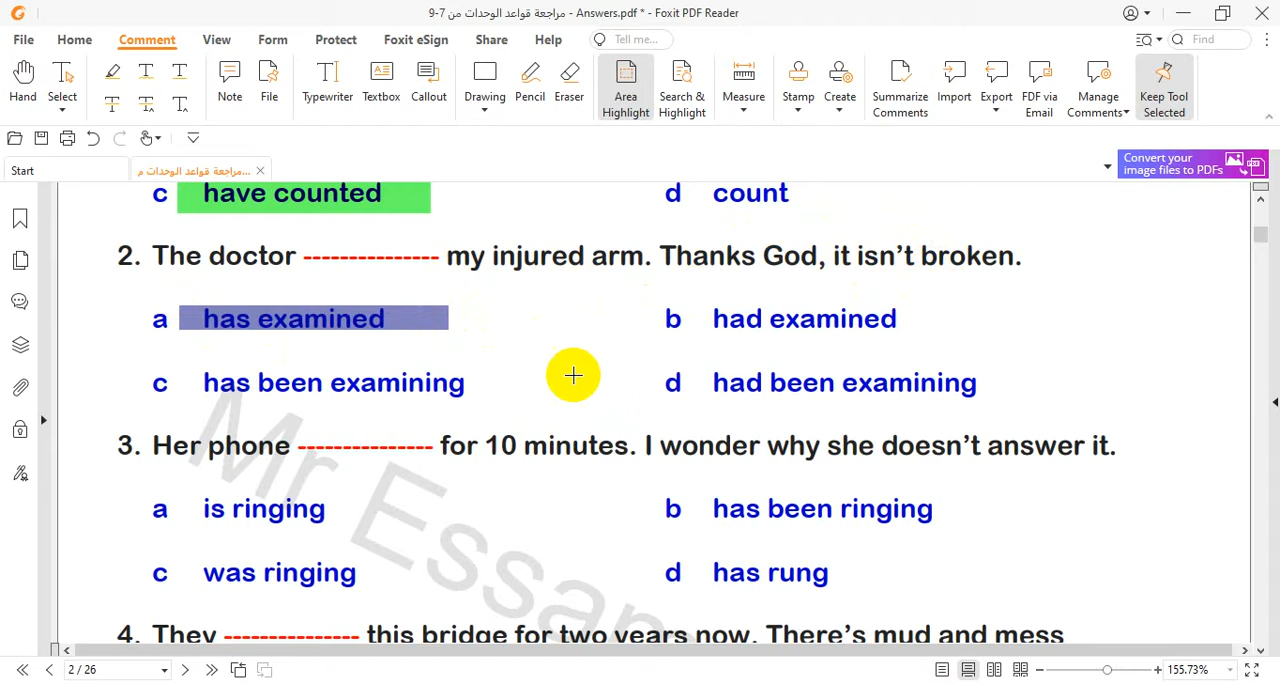 مراجعة قواعد الوحدات من 7-9 - Answers.pdf * - Foxit PDF Reader
File Home Comment View Form Protect Foxit eSign Share Help Tell me... Find
Hand Select Note File Typewriter Textbox Callout Drawing Pencil Eraser Area Highlight Search & Highlight Measure Stamp Create Summarize Comments Import Export FDF via Email Manage Comments Keep Tool Selected
Start مراجعة قواعد الوحدات م... Convert your image files to PDFs
c have counted d count
2. The doctor --------------- my injured arm. Thanks God, it isn't broken.
a has examined b had examined
c has been examining d had been examining
3. Her phone --------------- for 10 minutes. I wonder why she doesn't answer it.
a is ringing b has been ringing
c was ringing d has rung
4. They --------------- this bridge for two years now. There's mud and mess
Mr Essam
2 / 26 155.73%